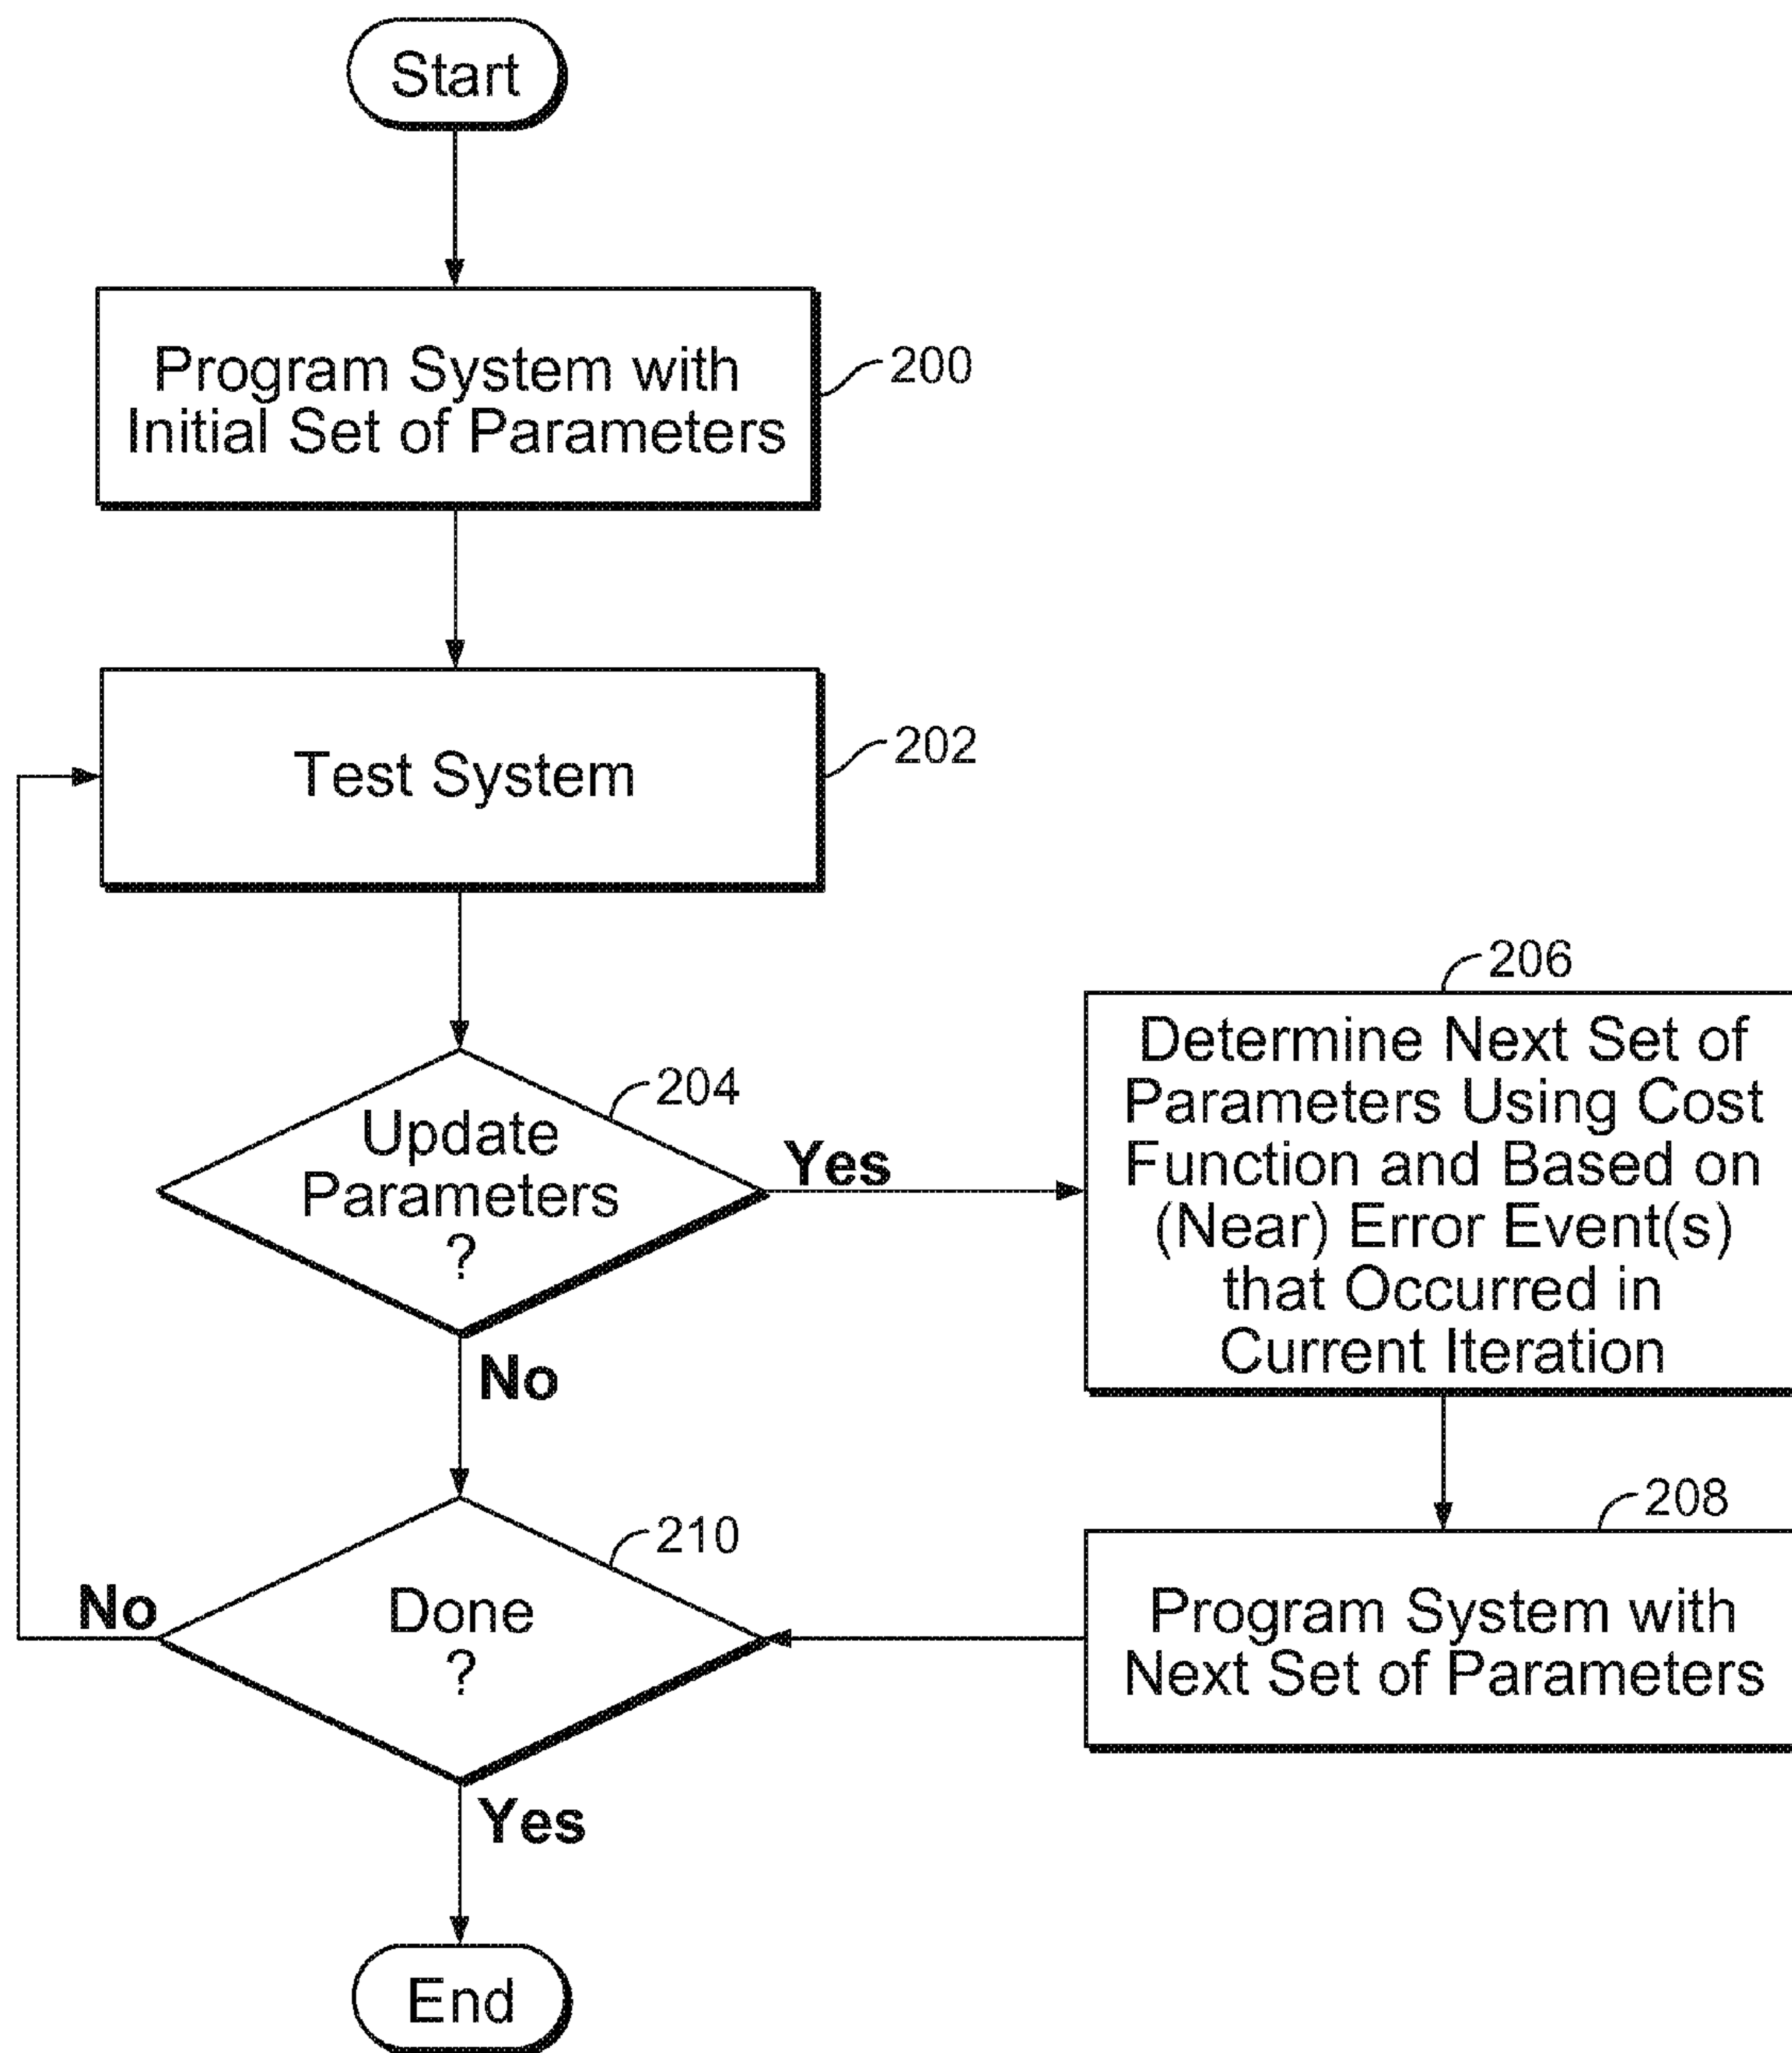 Start
Program System with
Initial Set of Parameters
200
Test System
202
Update
Parameters
?
204
Yes
No
206
Determine Next Set of
Parameters Using Cost
Function and Based on
(Near) Error Event(s)
that Occurred in
Current Iteration
208
Program System with
Next Set of Parameters
210
Done
?
No
Yes
End